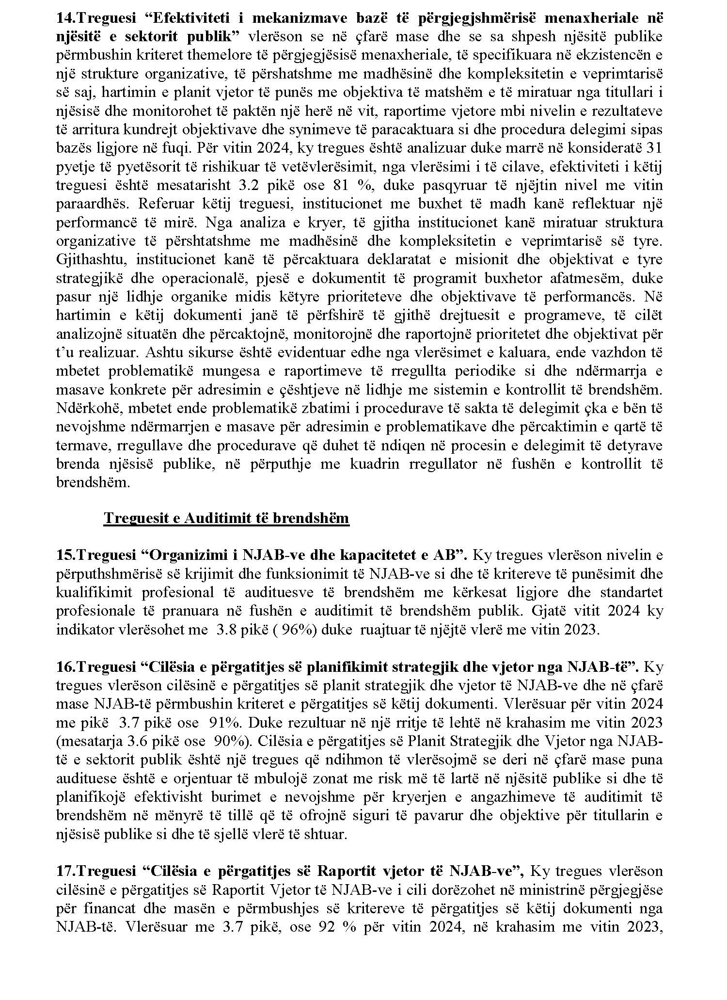 14.Treguesi “Efektiviteti i mekanizmave bazë të përgjegjshmërisë menaxheriale në
njësitë e sektorit publik” vlerëson se në çfarë mase dhe se sa shpesh njësitë publike
përmbushin kriteret themelore të përgjegjësisë menaxheriale, të specifikuara në ekzistencën e
një strukture organizative, të përshatshme me madhësinë dhe kompleksitetin e veprimtarisë
së saj, hartimin e planit vjetor të punës me objektiva të matshëm e të miratuar nga titullari i
njësisë dhe monitorohet të paktën një herë në vit, raportime vjetore mbi nivelin e rezultateve
të arritura kundrejt objektivave dhe synimeve të paracaktuara si dhe procedura delegimi sipas
bazës ligjore në fuqi. Për vitin 2024, ky tregues është analizuar duke marrë në konsideratë 31
pyetje të pyetësorit të rishikuar të vetëvlerësimit, nga vlerësimi i të cilave, efektiviteti i këtij
treguesi është mesatarisht 3.2 pikë ose 81 %, duke pasqyruar të njëjtin nivel me vitin
paraardhës. Referuar këtij treguesi, institucionet me buxhet të madh kanë reflektuar një
performancë të mirë. Nga analiza e kryer, të gjitha institucionet kanë miratuar struktura
organizative të përshtatshme me madhësinë dhe kompleksitetin e veprimtarisë së tyre.
Gjithashtu, institucionet kanë të përcaktuara deklaratat e misionit dhe objektivat e tyre
strategjikë dhe operacionalë, pjesë e dokumentit të programit buxhetor afatmesëm, duke
pasur një lidhje organike midis këtyre prioriteteve dhe objektivave të performancës. Në
hartimin e këtij dokumenti janë të përfshirë të gjithë drejtuesit e programeve, të cilët
analizojnë situatën dhe përcaktojnë, monitorojnë dhe raportojnë prioritetet dhe objektivat për
t’u realizuar. Ashtu sikurse është evidentuar edhe nga vlerësimet e kaluara, ende vazhdon të
mbetet problematikë mungesa e raportimeve të rregullta periodike si dhe ndërmarrja e
masave konkrete për adresimin e çështjeve në lidhje me sistemin e kontrollit të brendshëm.
Ndërkohë, mbetet ende problematikë zbatimi i procedurave të sakta të delegimit çka e bën të
nevojshme ndërmarrjen e masave për adresimin e problematikave dhe përcaktimin e qartë të
termave, rregullave dhe procedurave që duhet të ndiqen në procesin e delegimit të detyrave
brenda njësisë publike, në përputhje me kuadrin rregullator në fushën e kontrollit të
brendshëm.
Treguesit e Auditimit të brendshëm
15.Treguesi “Organizimi i NJAB-ve dhe kapacitetet e AB”. Ky tregues vlerëson nivelin e
përputhshmërisë së krijimit dhe funksionimit të NJAB-ve si dhe të kritereve të punësimit dhe
kualifikimit profesional të audituesve të brendshëm me kërkesat ligjore dhe standartet
profesionale të pranuara në fushën e auditimit të brendshëm publik. Gjatë vitit 2024 ky
indikator vlerësohet me  3.8 pikë ( 96%) duke  ruajtuar të njëjtë vlerë me vitin 2023.
16.Treguesi “Cilësia e përgatitjes së planifikimit strategjik dhe vjetor nga NJAB-të”. Ky
tregues vlerëson cilësinë e përgatitjes së planit strategjik dhe vjetor të NJAB-ve dhe në çfarë
mase NJAB-të përmbushin kriteret e përgatitjes së këtij dokumenti. Vlerësuar për vitin 2024
me pikë  3.7 pikë ose  91%. Duke rezultuar në një rritje të lehtë në krahasim me vitin 2023
(mesatarja 3.6 pikë ose  90%). Cilësia e përgatitjes së Planit Strategjik dhe Vjetor nga NJAB-
të e sektorit publik është një tregues që ndihmon të vlerësojmë se deri në çfarë mase puna
audituese është e orjentuar të mbulojë zonat me risk më të lartë në njësitë publike si dhe të
planifikojë efektivisht burimet e nevojshme për kryerjen e angazhimeve të auditimit të
brendshëm në mënyrë të tillë që të ofrojnë siguri të pavarur dhe objektive për titullarin e
njësisë publike si dhe të sjellë vlerë të shtuar.
17.Treguesi “Cilësia e përgatitjes së Raportit vjetor të NJAB-ve”, Ky tregues vlerëson
cilësinë e përgatitjes së Raportit Vjetor të NJAB-ve i cili dorëzohet në ministrinë përgjegjëse
për financat dhe masën e përmbushjes së kritereve të përgatitjes së këtij dokumenti nga
NJAB-të. Vlerësuar me 3.7 pikë, ose 92 % për vitin 2024, në krahasim me vitin 2023,